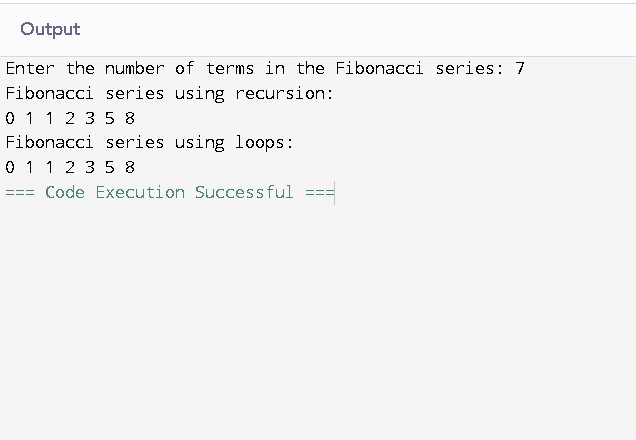 Output
Enter the number of terms in the Fibonacci series: 7
Fibonacci series using recursion:
0 1 1 2 3 5 8
Fibonacci series using loops:
0 1 1 2 3 5 8
=== Code Execution Successful ===